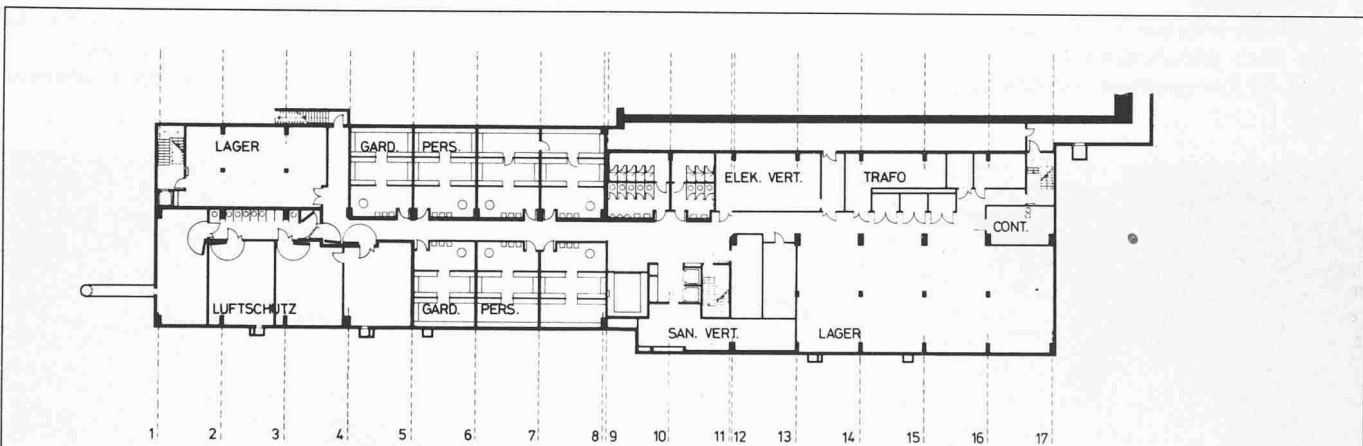 LAGER
GARD. PERS.
ELEK. VERT.
TRAFO
CONT.
LUFTSCHUTZ
GARD. PERS.
SAN. VERT.
LAGER
1 2 3 4 5 6 7 8 9 10 11 12 13 14 15 16 17